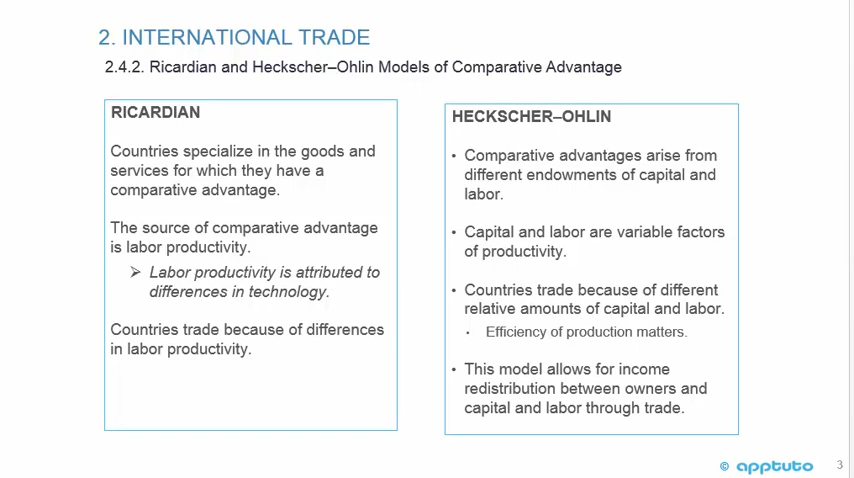 2. INTERNATIONAL TRADE
2.4.2. Ricardian and Heckscher–Ohlin Models of Comparative Advantage
RICARDIAN
Countries specialize in the goods and
services for which they have a
comparative advantage.
The source of comparative advantage
is labor productivity.
➢ Labor productivity is attributed to
differences in technology.
Countries trade because of differences
in labor productivity.
HECKSCHER–OHLIN
• Comparative advantages arise from
different endowments of capital and
labor.
• Capital and labor are variable factors
of productivity.
• Countries trade because of different
relative amounts of capital and labor.
• Efficiency of production matters.
• This model allows for income
redistribution between owners and
capital and labor through trade.
© apptuto
3